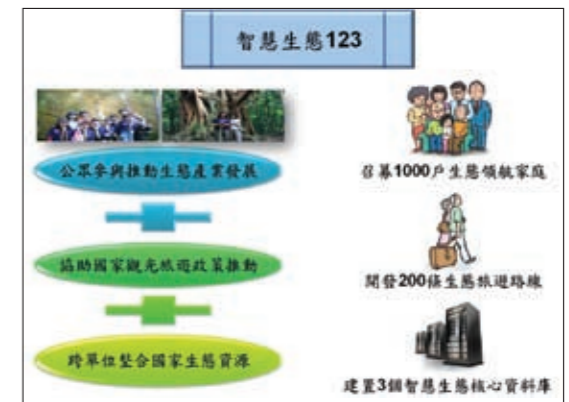 智慧生態123
公眾參與推動生態產業發展
協助國家觀光旅遊政策推動
跨單位整合國家生態資源
召募1000戶生態領航家庭
開發200條生態旅遊路線
建置3個智慧生態核心資料庫